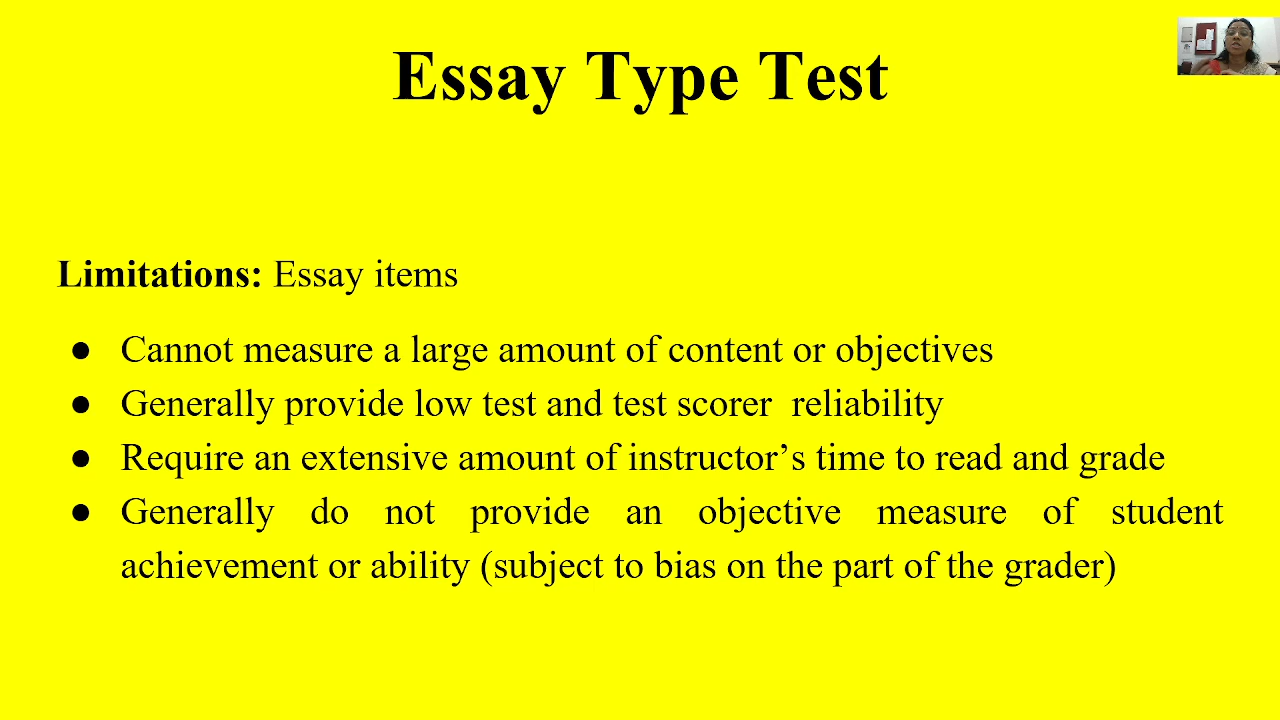 Essay Type Test
Limitations: Essay items
● Cannot measure a large amount of content or objectives
● Generally provide low test and test scorer  reliability
● Require an extensive amount of instructor’s time to read and grade
● Generally do not provide an objective measure of student
achievement or ability (subject to bias on the part of the grader)